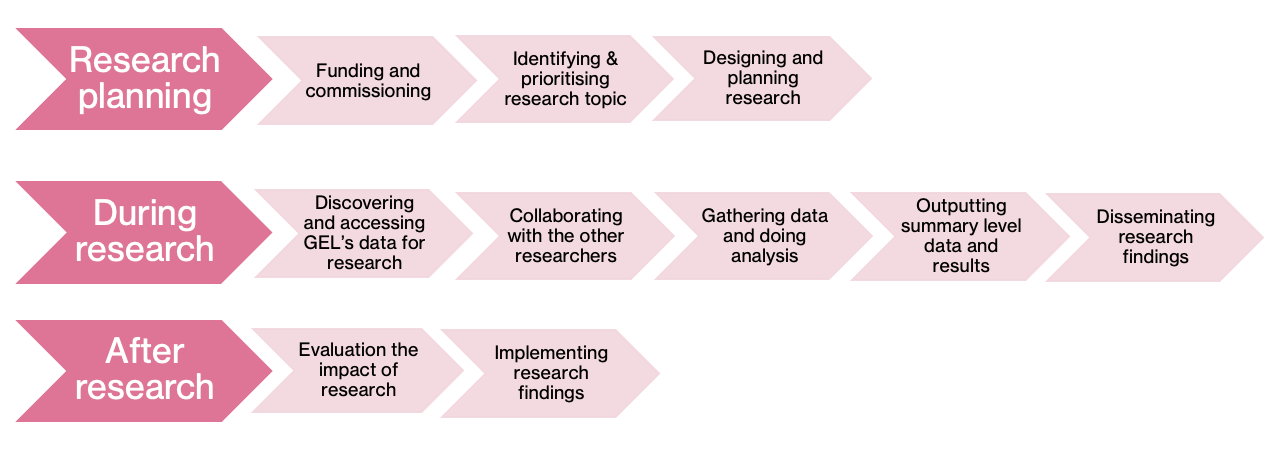 Research
planning
Funding and
commissioning
Identifying &
prioritising
research topic
Designing and
planning
research
During
research
Discovering
and accessing
GEL's data for
research
Collaborating
with the other
researchers
Gathering data
and doing
analysis
Outputting
summary level
data and
results
Disseminating
research
findings
After
research
Evaluation the
impact of
research
Implementing
research
findings